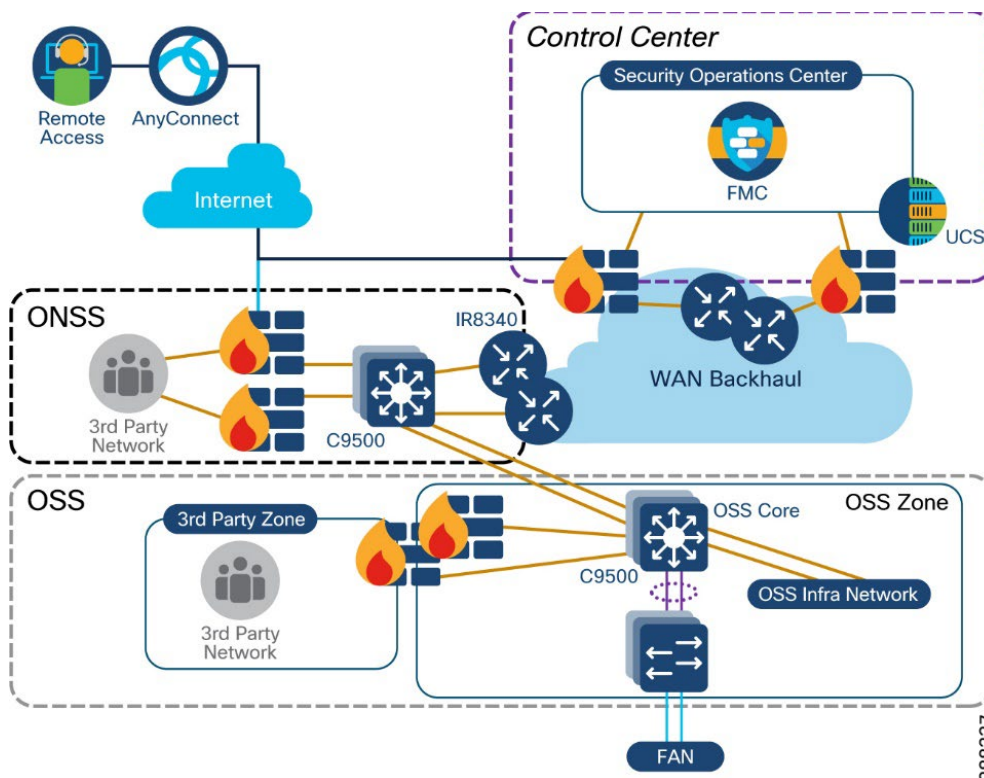 Control Center
Security Operations Center
Remote
Access
AnyConnect
FMC
Internet
UCS
ONSS
IR8340
WAN Backhaul
3rd Party
Network
C9500
OSS
3rd Party Zone
OSS Core
OSS Zone
C9500
3rd Party
Network
OSS Infra Network
FAN